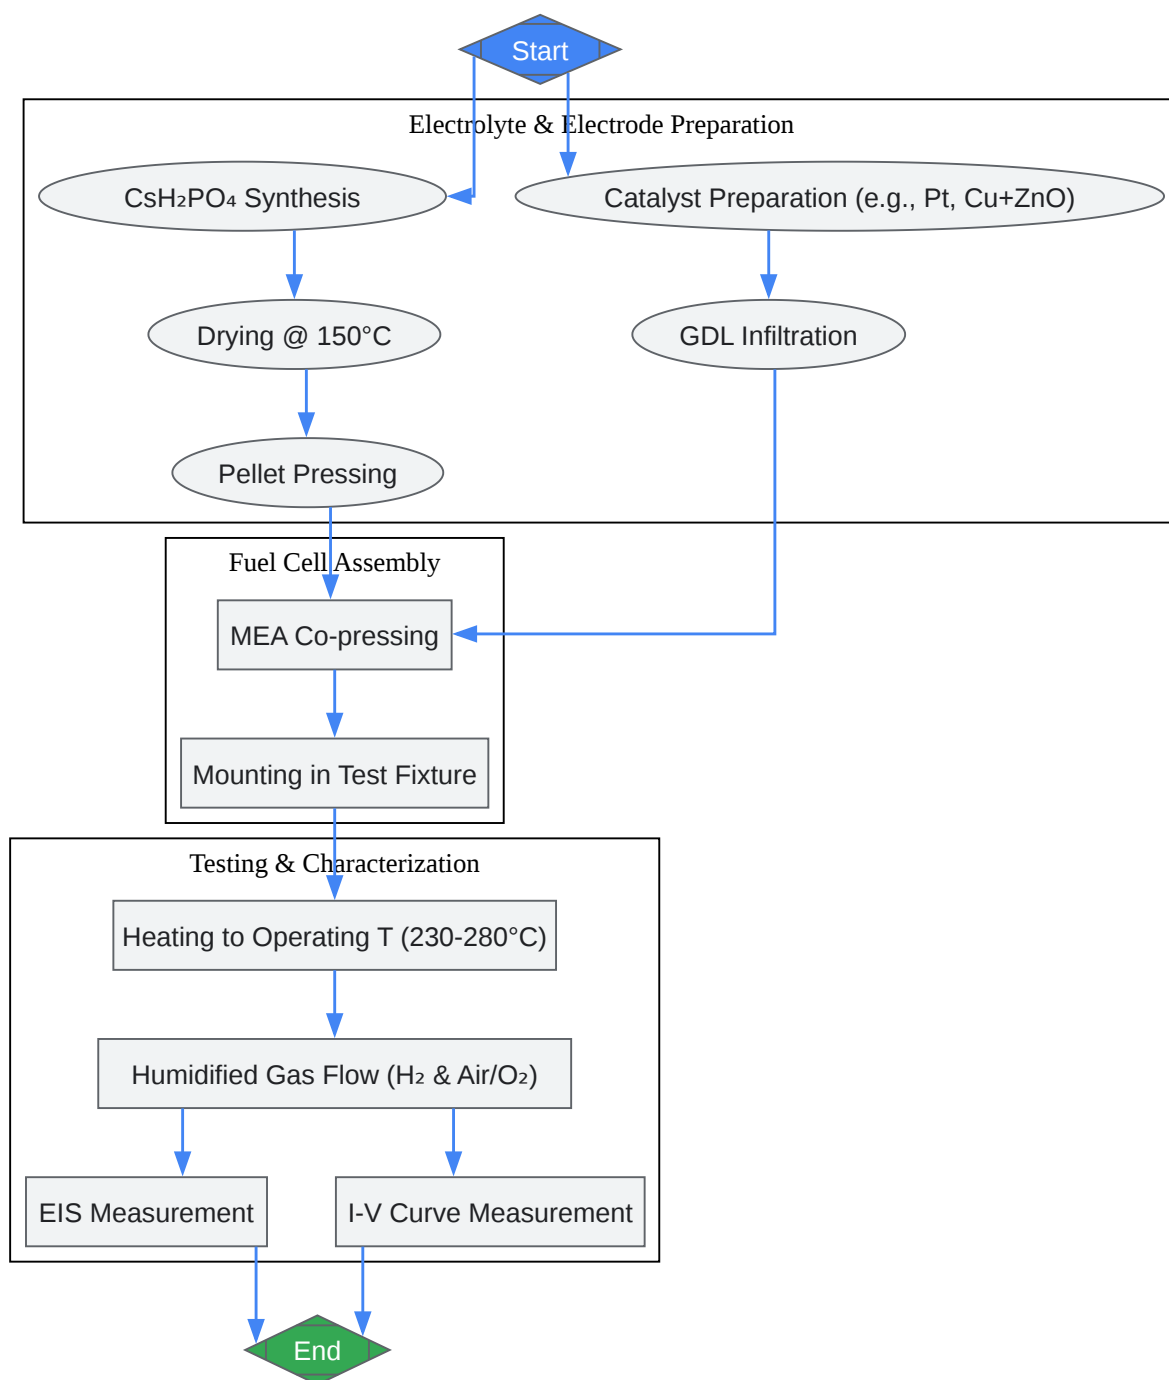 Start
Electrolyte & Electrode Preparation
CsH₂PO₄ Synthesis
Catalyst Preparation (e.g., Pt, Cu+ZnO)
Drying @ 150°C
GDL Infiltration
Pellet Pressing
Fuel Cell Assembly
MEA Co-pressing
Mounting in Test Fixture
Testing & Characterization
Heating to Operating T (230-280°C)
Humidified Gas Flow (H₂ & Air/O₂)
EIS Measurement
I-V Curve Measurement
End